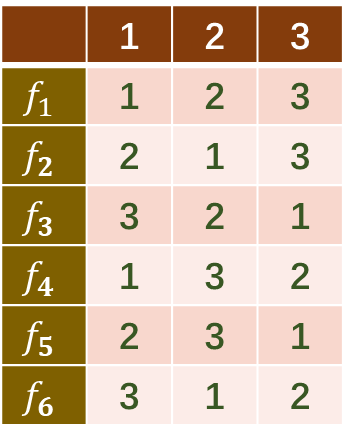 1 2 3
f₁ 1 2 3
f₂ 2 1 3
f₃ 3 2 1
f₄ 1 3 2
f₅ 2 3 1
f₆ 3 1 2